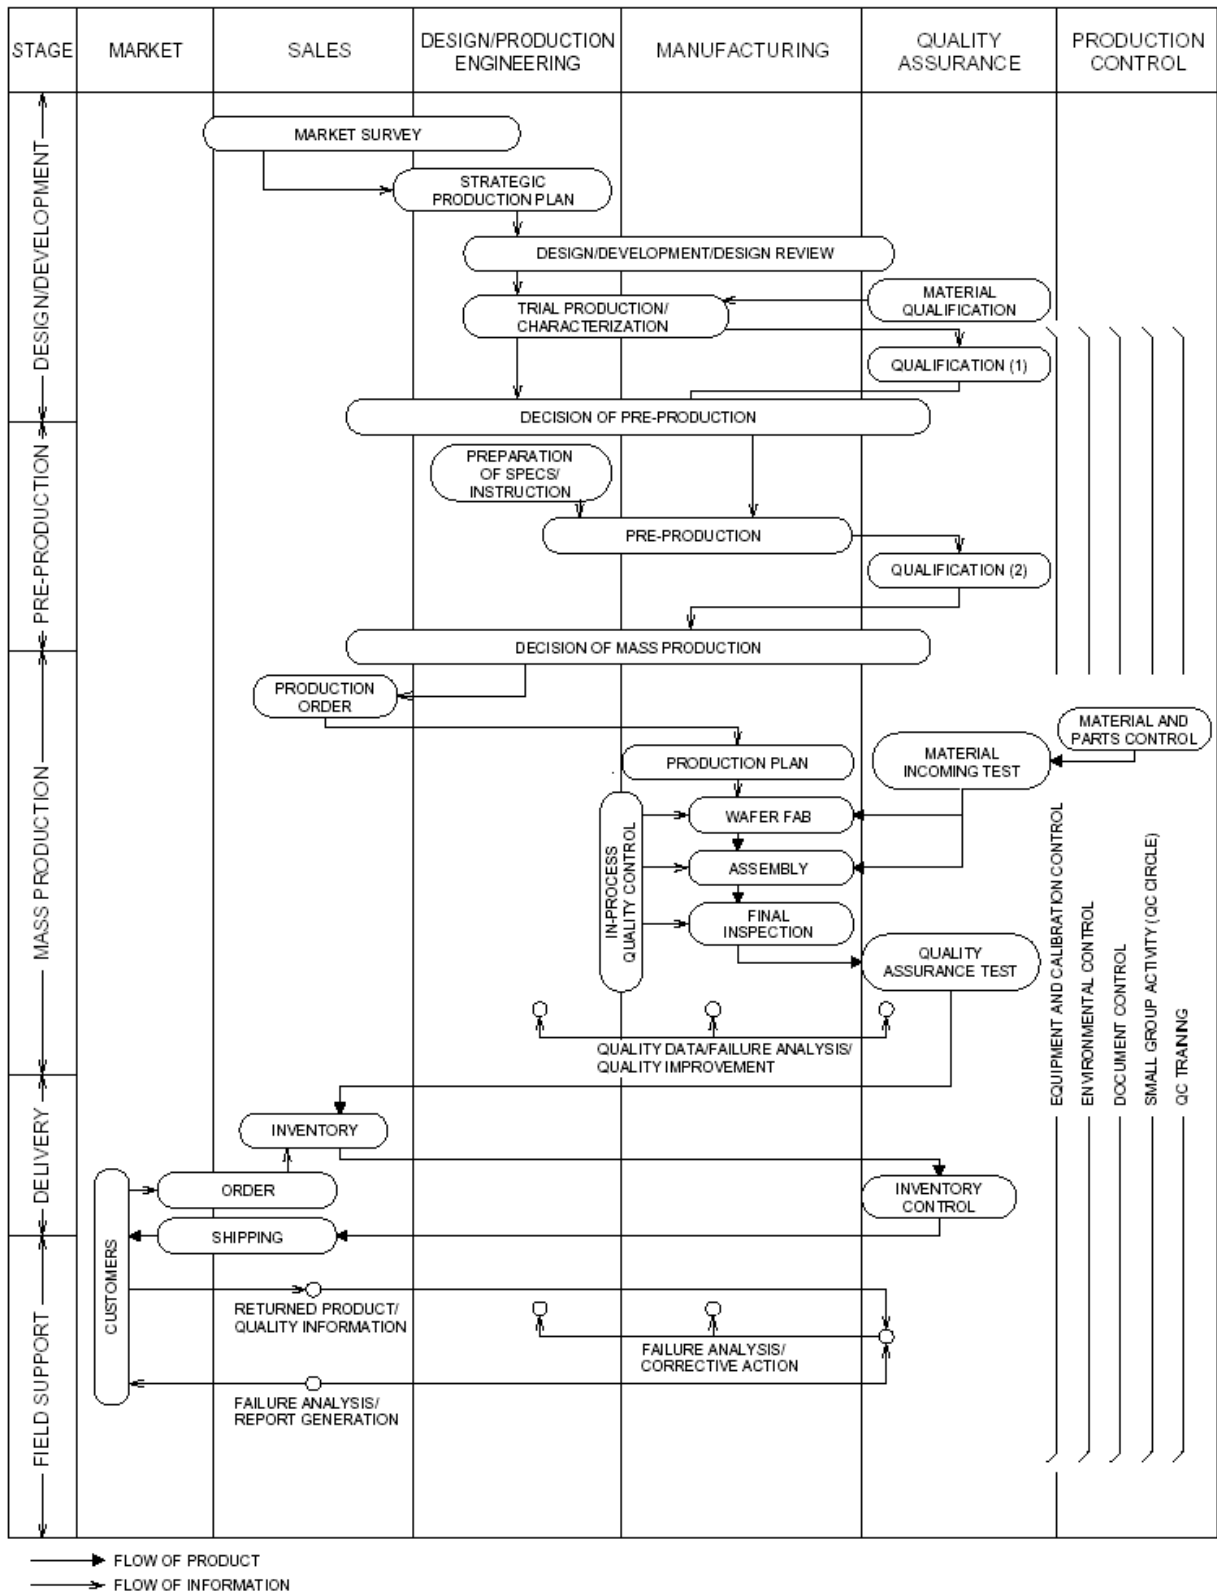 STAGE
MARKET
SALES
DESIGN/PRODUCTION
ENGINEERING
MANUFACTURING
QUALITY
ASSURANCE
PRODUCTION
CONTROL
DESIGN/DEVELOPMENT
MARKET SURVEY
STRATEGIC
PRODUCTION PLAN
DESIGN/DEVELOPMENT/DESIGN REVIEW
TRIAL PRODUCTION/
CHARACTERIZATION
MATERIAL
QUALIFICATION
QUALIFICATION (1)
DECISION OF PRE-PRODUCTION
PRE-PRODUCTION
PREPARATION
OF SPECS/
INSTRUCTION
PRE-PRODUCTION
QUALIFICATION (2)
DECISION OF MASS PRODUCTION
MASS PRODUCTION
PRODUCTION
ORDER
MATERIAL AND
PARTS CONTROL
PRODUCTION PLAN
MATERIAL
INCOMING TEST
IN-PROCESS
QUALITY CONTROL
WAFER FAB
ASSEMBLY
FINAL
INSPECTION
QUALITY
ASSURANCE TEST
QUALITY DATA/FAILURE ANALYSIS/
QUALITY IMPROVEMENT
EQUIPMENT AND CALIBRATION CONTROL
ENVIRONMENTAL CONTROL
DOCUMENT CONTROL
SMALL GROUP ACTIVITY (QC CIRCLE)
QC TRAINING
DELIVERY
INVENTORY
ORDER
INVENTORY
CONTROL
SHIPPING
CUSTOMERS
FIELD SUPPORT
RETURNED PRODUCT/
QUALITY INFORMATION
FAILURE ANALYSIS/
CORRECTIVE ACTION
FAILURE ANALYSIS/
REPORT GENERATION
FLOW OF PRODUCT
FLOW OF INFORMATION